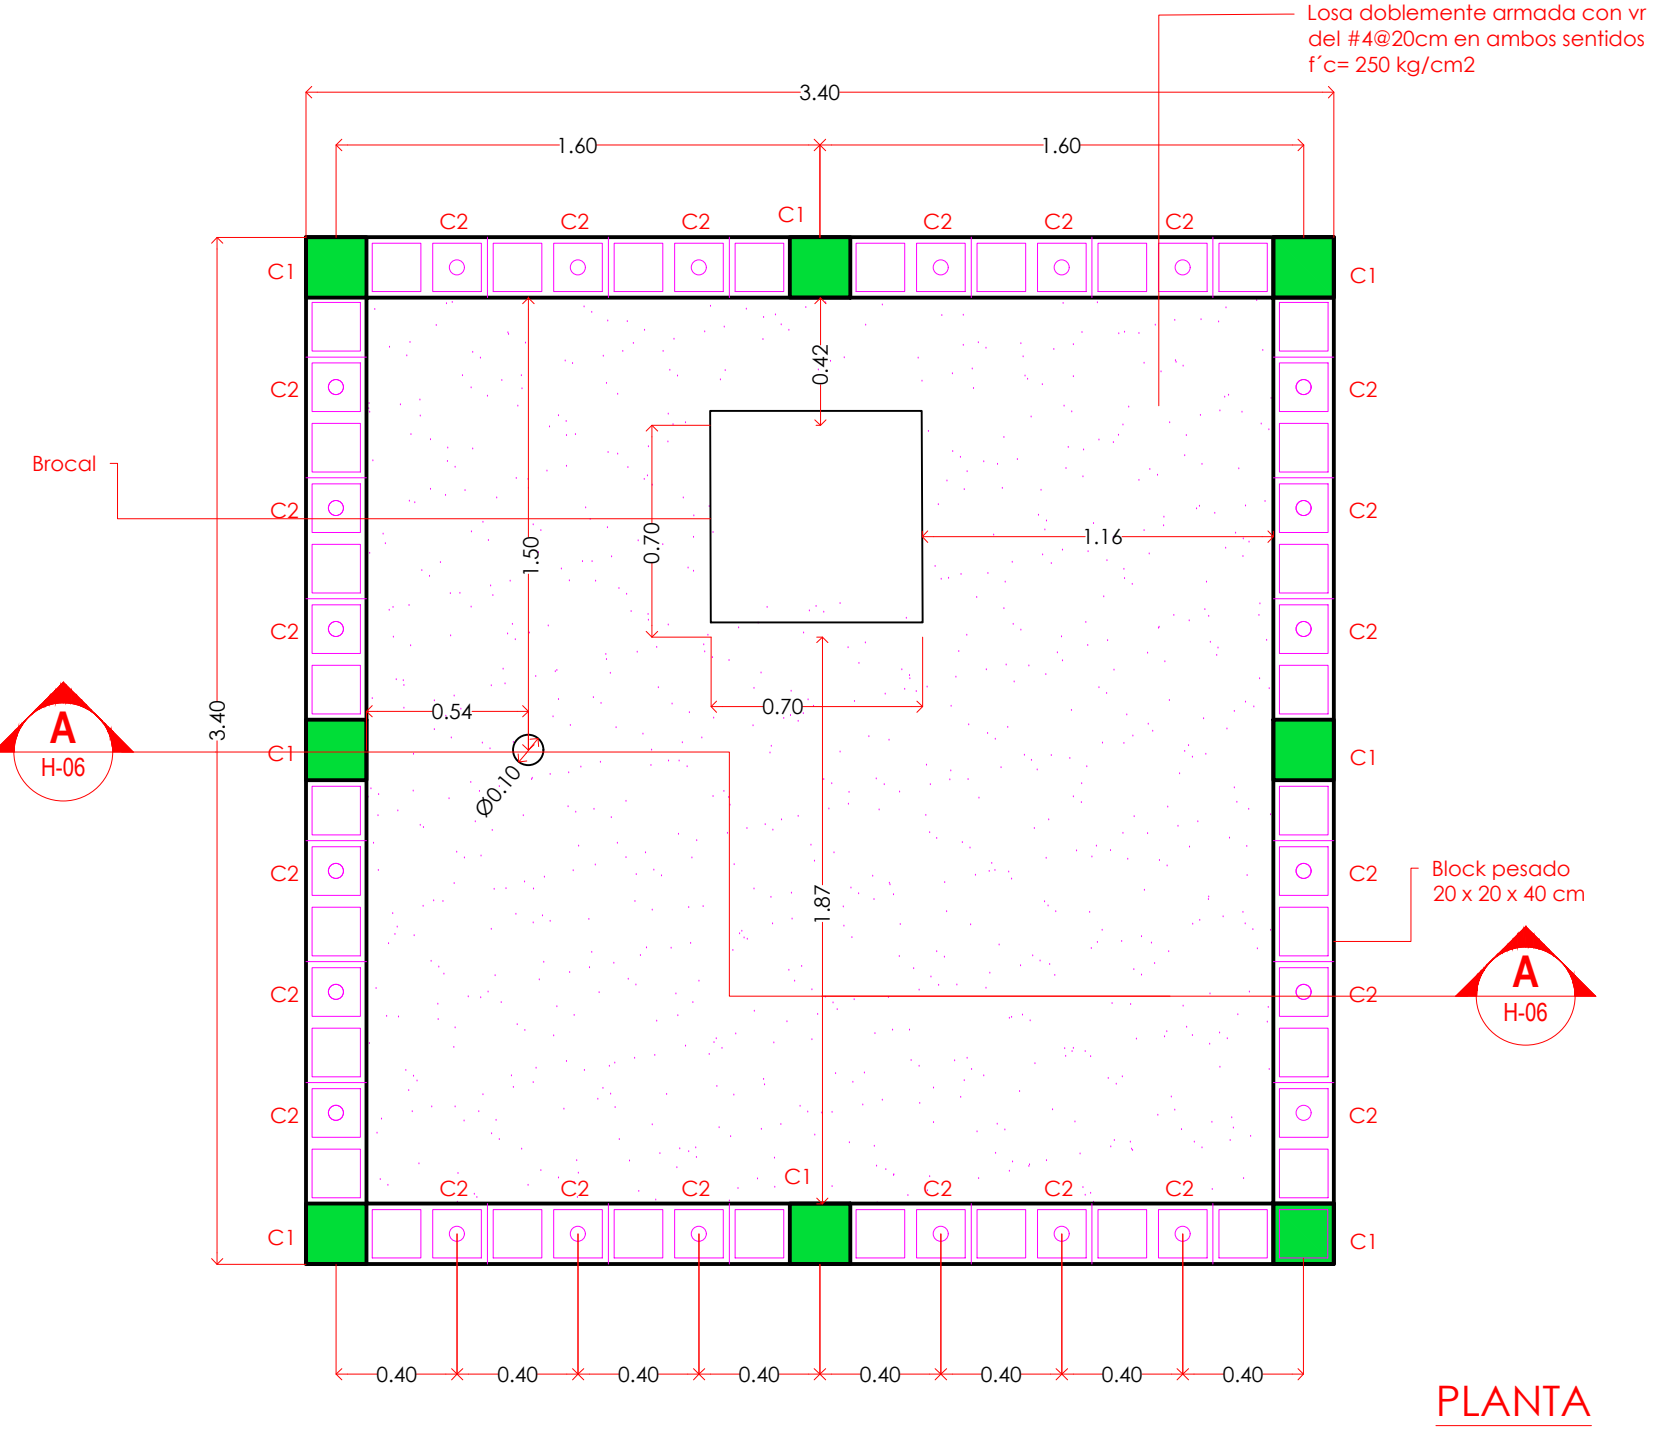 Losa doblemente armada con vr
del #4@20cm en ambos sentidos
f´c= 250 kg/cm2
3.40
1.60
1.60
C2
C2
C2
C1
C2
C2
C2
C1
C1
0.42
C2
C2
Brocal
C2
C2
0.70
1.50
1.16
C2
C2
3.40
0.54
0.70
A
H-06
C1
C1
Ø0.10
C2
C2
Block pesado
20 x 20 x 40 cm
1.87
A
H-06
C2
C2
C2
C2
C2
C2
C2
C1
C2
C2
C2
C1
C1
0.40
0.40
0.40
0.40
0.40
0.40
0.40
0.40
PLANTA